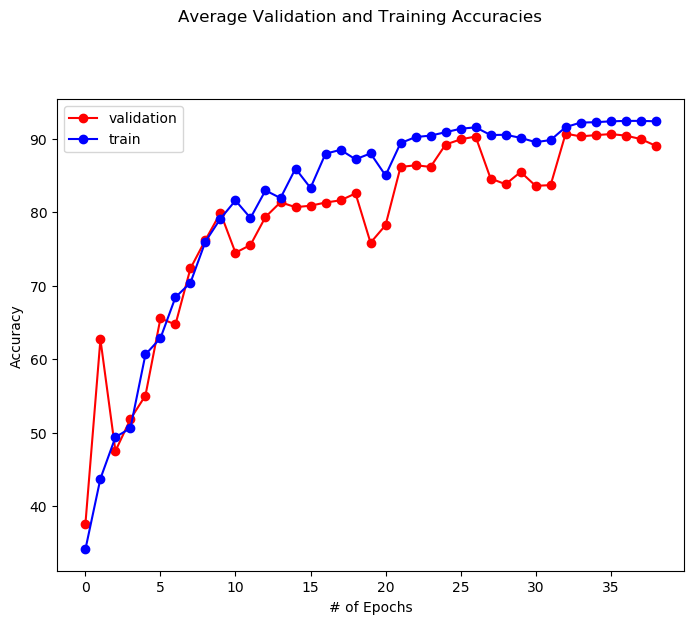 Average Validation and Training Accuracies
validation
train
90
80
70
60
50
40
Accuracy
0 5 10 15 20 25 30 35
# of Epochs